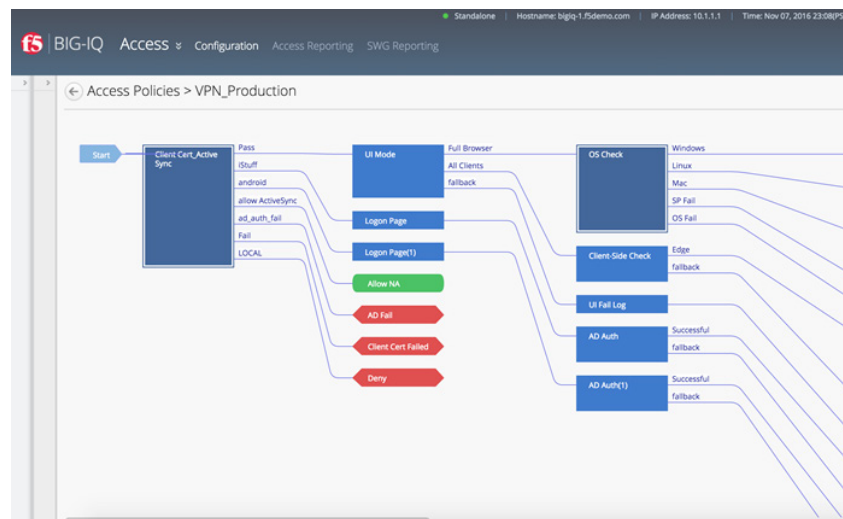 Standalone | Hostname: bigiq-1.f5demo.com | IP Address: 10.1.1.1 | Time: Nov 07, 2016 23:08(PS
f5 BIG-IQ Access Configuration Access Reporting SWG Reporting
Access Policies > VPN_Production
Start
Client Cert_Active Sync
Pass
iStuff
android
allow ActiveSync
ad_auth_fail
Fail
LOCAL
UI Mode
Full Browser
All Clients
fallback
Logon Page
Logon Page(1)
Allow NA
AD Fail
Client Cert Failed
Deny
OS Check
Windows
Linux
Mac
SP Fail
OS Fail
Client-Side Check
Edge
fallback
UI Fail Log
AD Auth
Successful
fallback
AD Auth(1)
Successful
fallback